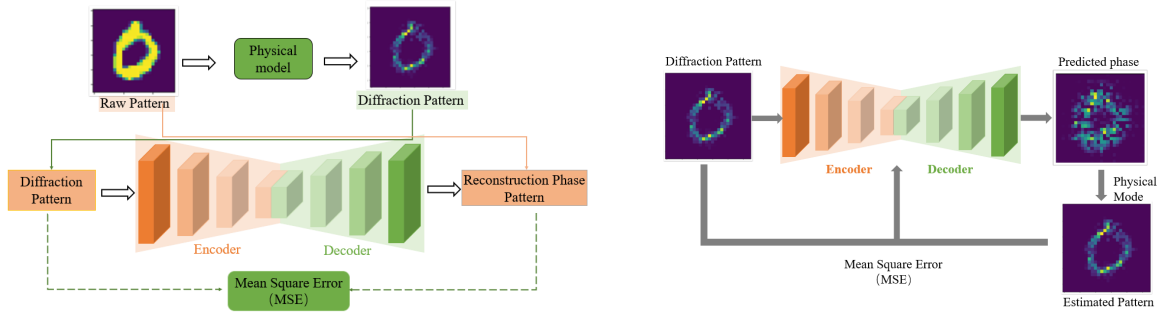 Physical
model
Raw Pattern
Diffraction Pattern
Diffraction
Pattern
Encoder
Decoder
Reconstruction Phase
Pattern
Mean Square Error
(MSE)
Diffraction Pattern
Predicted phase
Encoder
Decoder
Physical
Mode
Mean Square Error
(MSE)
Estimated Pattern